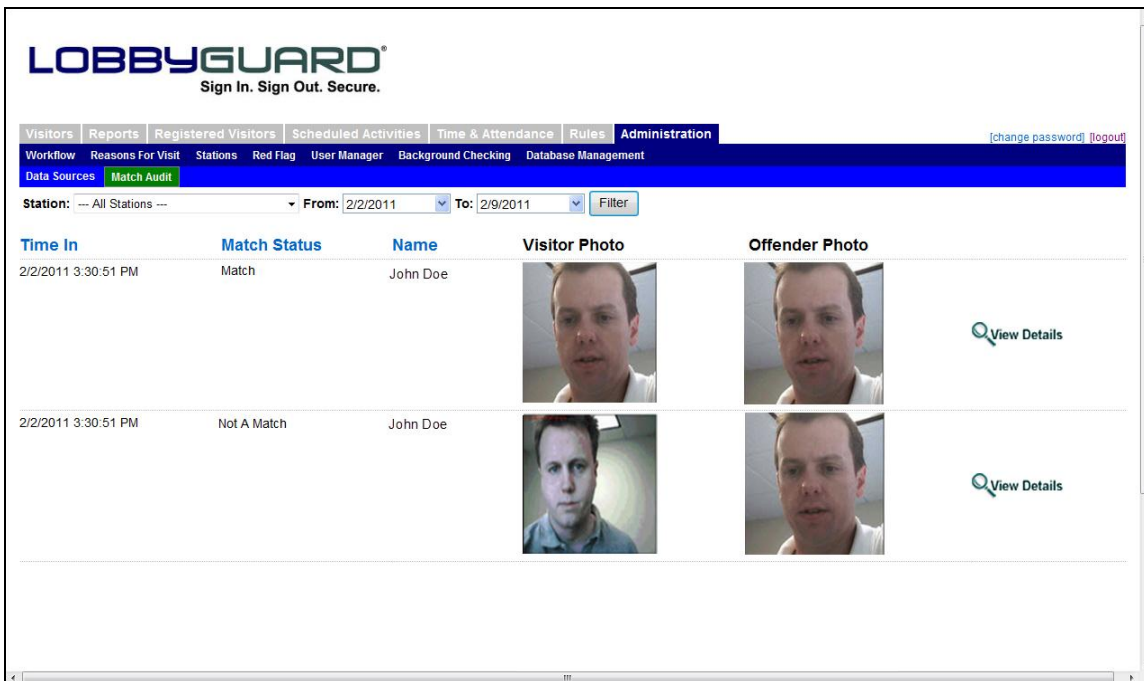 LOBBYGUARD®
Sign In. Sign Out. Secure.
Visitors Reports Registered Visitors Scheduled Activities Time & Attendance Rules Administration [change password] [logout]
Workflow Reasons For Visit Stations Red Flag User Manager Background Checking Database Management
Data Sources Match Audit
Station: --- All Stations --- From: 2/2/2011 To: 2/9/2011 Filter
Time In Match Status Name Visitor Photo Offender Photo
2/2/2011 3:30:51 PM Match John Doe
View Details
2/2/2011 3:30:51 PM Not A Match John Doe
View Details